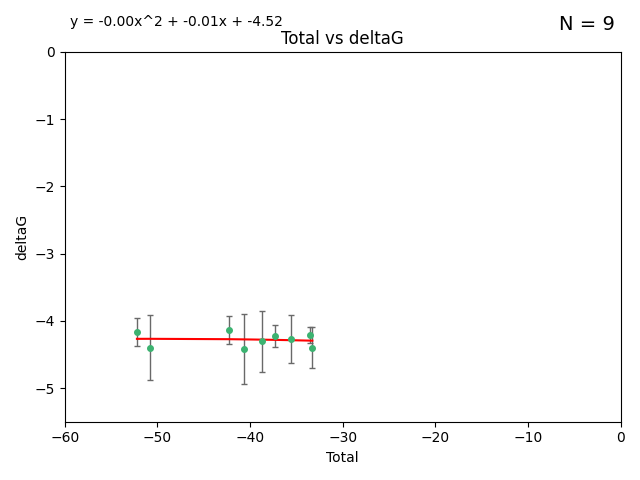 y = -0.00x^2 + -0.01x + -4.52
N = 9
Total vs deltaG
0
−1
−2
−3
−4
−5
deltaG
−60
−50
−40
−30
−20
−10
0
Total